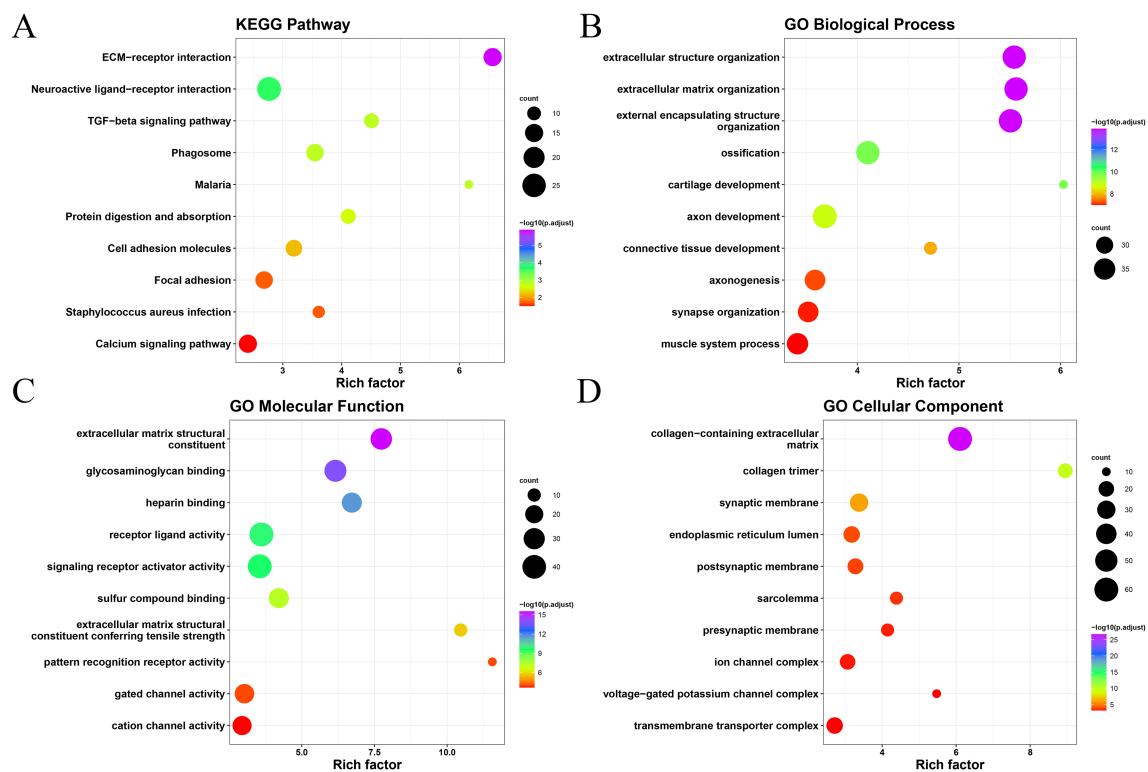 A
KEGG Pathway
ECM−receptor interaction
Neuroactive ligand−receptor interaction
TGF−beta signaling pathway
Phagosome
Malaria
Protein digestion and absorption
Cell adhesion molecules
Focal adhesion
Staphylococcus aureus infection
Calcium signaling pathway
3
4
5
6
Rich factor
count
10
15
20
25
−log10(p.adjust)
5
4
3
2
B
GO Biological Process
extracellular structure organization
extracellular matrix organization
external encapsulating structure
organization
ossification
cartilage development
axon development
connective tissue development
axonogenesis
synapse organization
muscle system process
4
5
6
Rich factor
−log10(p.adjust)
12
10
8
count
30
35
C
GO Molecular Function
extracellular matrix structural
constituent
glycosaminoglycan binding
heparin binding
receptor ligand activity
signaling receptor activator activity
sulfur compound binding
extracellular matrix structural
constituent conferring tensile strength
pattern recognition receptor activity
gated channel activity
cation channel activity
5.0
7.5
10.0
Rich factor
count
10
20
30
40
−log10(p.adjust)
15
12
9
6
D
GO Cellular Component
collagen−containing extracellular
matrix
collagen trimer
synaptic membrane
endoplasmic reticulum lumen
postsynaptic membrane
sarcolemma
presynaptic membrane
ion channel complex
voltage−gated potassium channel complex
transmembrane transporter complex
4
6
8
Rich factor
count
10
20
30
40
50
60
−log10(p.adjust)
25
20
15
10
5